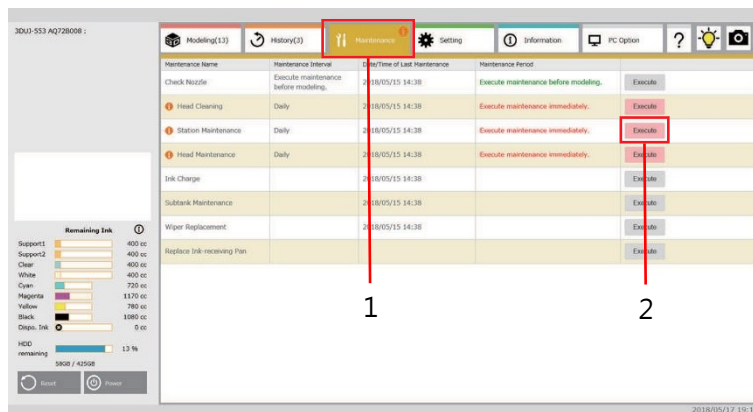 3DUJ-553 AQ72B008 ;
Modeling(13)
History(3)
Maintenance
Setting
Information
PC Option
Maintenance Name Maintenance Interval Date/Time of Last Maintenance Maintenance Period
Check Nozzle Execute maintenance before modeling. 2018/05/15 14:38 Execute maintenance before modeling. Execute
Head Cleaning Daily 2018/05/15 14:38 Execute maintenance immediately. Execute
Station Maintenance Daily 2018/05/15 14:38 Execute maintenance immediately. Execute
Head Maintenance Daily 2018/05/15 14:38 Execute maintenance immediately. Execute
Ink Charge 2018/05/15 14:38 Execute
Subtank Maintenance 2018/05/15 14:38 Execute
Wiper Replacement 2018/05/15 14:38 Execute
Replace Ink-receiving Pan Execute
Remaining Ink
Support1 400 cc
Support2 400 cc
Clear 400 cc
White 400 cc
Cyan 720 cc
Magenta 1170 cc
Yellow 780 cc
Black 1080 cc
Dispo. Ink 0 cc
HDD remaining 13 %
58GB / 425GB
Reset
Power
1
2